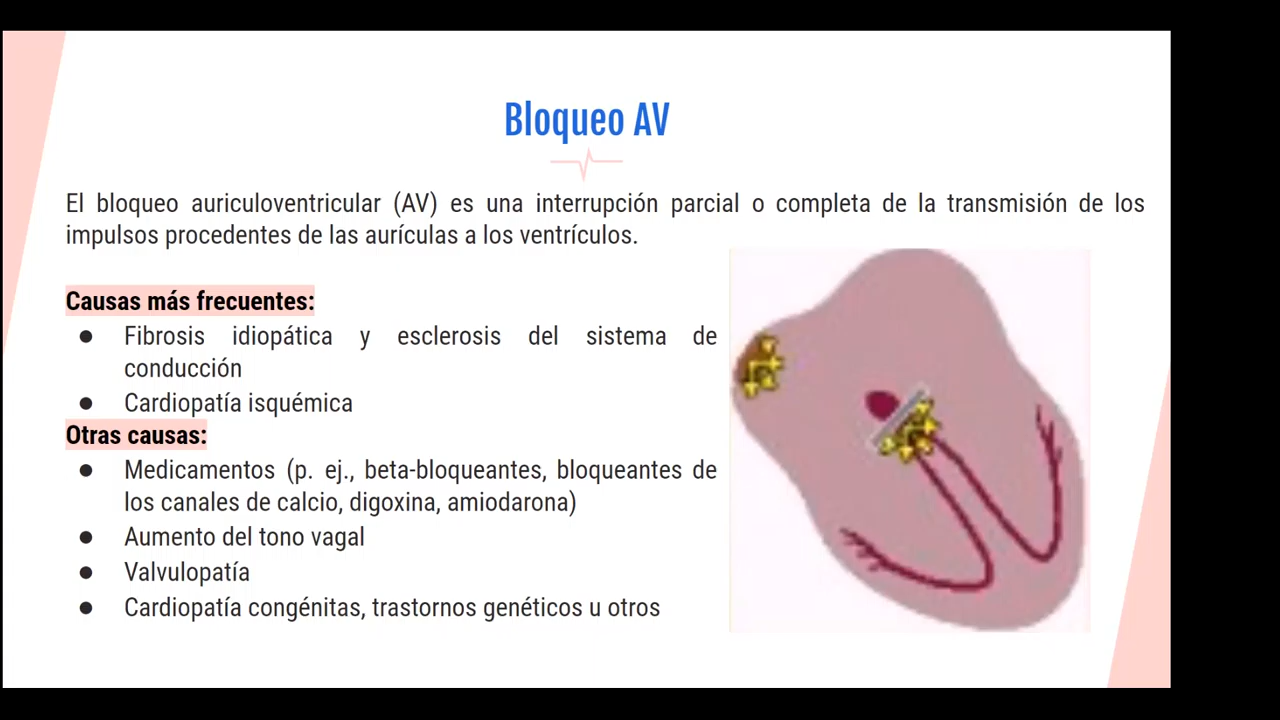 Bloqueo AV
El bloqueo auriculoventricular (AV) es una interrupción parcial o completa de la transmisión de los
impulsos procedentes de las aurículas a los ventrículos.
Causas más frecuentes:
● Fibrosis idiopática y esclerosis del sistema de
conducción
● Cardiopatía isquémica
Otras causas:
● Medicamentos (p. ej., beta-bloqueantes, bloqueantes de
los canales de calcio, digoxina, amiodarona)
● Aumento del tono vagal
● Valvulopatía
● Cardiopatía congénitas, trastornos genéticos u otros